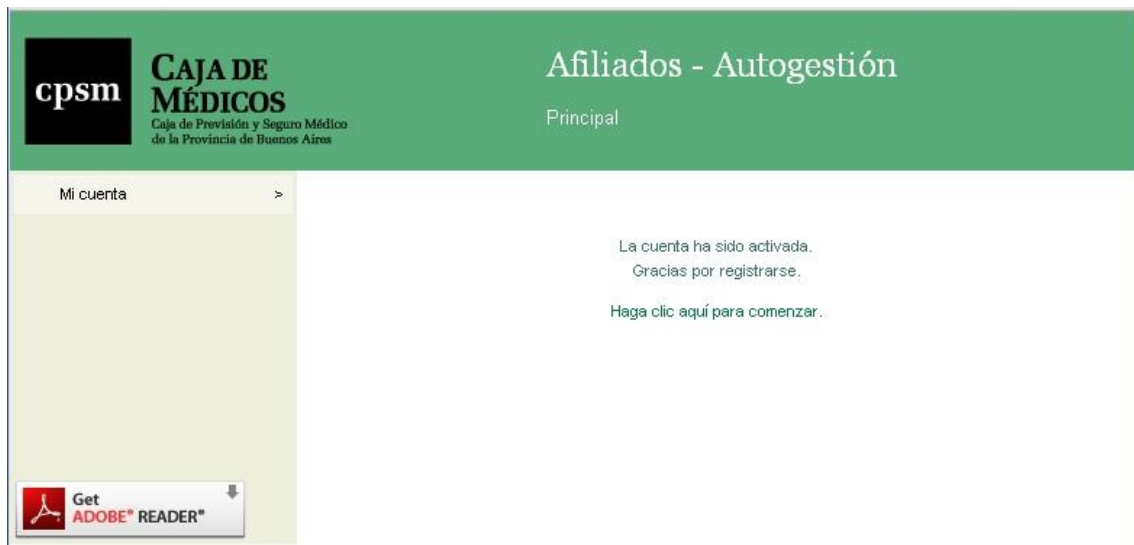 cpsm
CAJA DE
MÉDICOS
Caja de Previsión y Seguro Médico
de la Provincia de Buenos Aires
Afiliados - Autogestión
Principal
Mi cuenta >
La cuenta ha sido activada.
Gracias por registrarse.
Haga clic aquí para comenzar.
Get
ADOBE® READER®